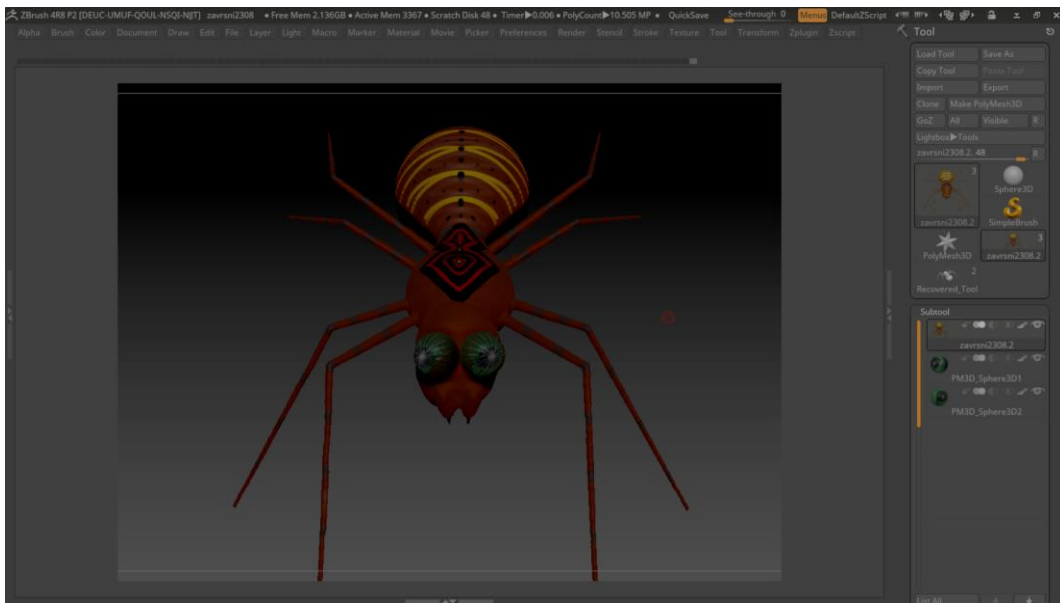 ZBrush 4R8 P2 [DEUC-UMUF-QOUL-NSQI-NJJT] zavrsni2308 • Free Mem 2.136GB • Active Mem 3367 • Scratch Disk 48 • Timer▶0.006 • PolyCount▶10.505 MP • QuickSave See-through 0 Menus DefaultZScript
Alpha Brush Color Document Draw Edit File Layer Light Macro Marker Material Movie Picker Preferences Render Stencil Stroke Texture Tool Transform Zplugin Zscript
Tool
Load Tool Save As
Copy Tool Paste Tool
Import Export
Clone Make PolyMesh3D
GoZ All Visible R
Lightbox▶Tools
zavrsni2308.2. 48 R
3
Sphere3D
zavrsni2308.2 SimpleBrush
3
PolyMesh3D zavrsni2308.2
2
Recovered_Tool
Subtool
zavrsni2308.2
PM3D_Sphere3D1
PM3D_Sphere3D2
List All